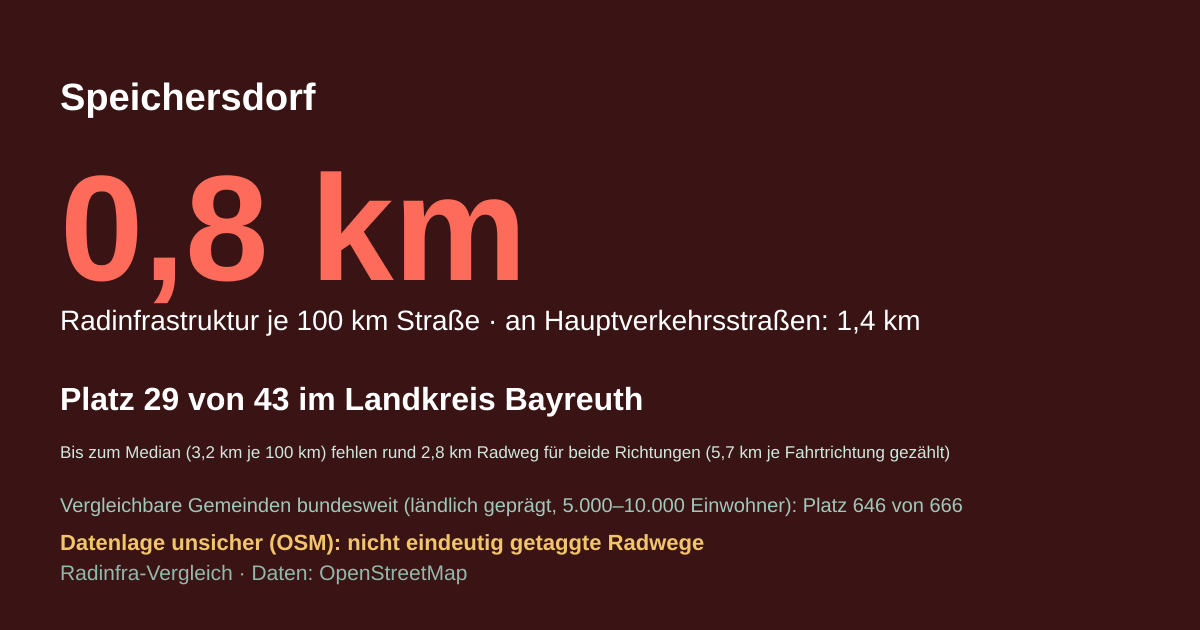 Speichersdorf
0,8 km
Radinfrastruktur je 100 km Straße · an Hauptverkehrsstraßen: 1,4 km
Platz 29 von 43 im Landkreis Bayreuth
Bis zum Median (3,2 km je 100 km) fehlen rund 2,8 km Radweg für beide Richtungen (5,7 km je Fahrtrichtung gezählt)
Vergleichbare Gemeinden bundesweit (ländlich geprägt, 5.000–10.000 Einwohner): Platz 646 von 666
Datenlage unsicher (OSM): nicht eindeutig getaggte Radwege
Radinfra-Vergleich · Daten: OpenStreetMap